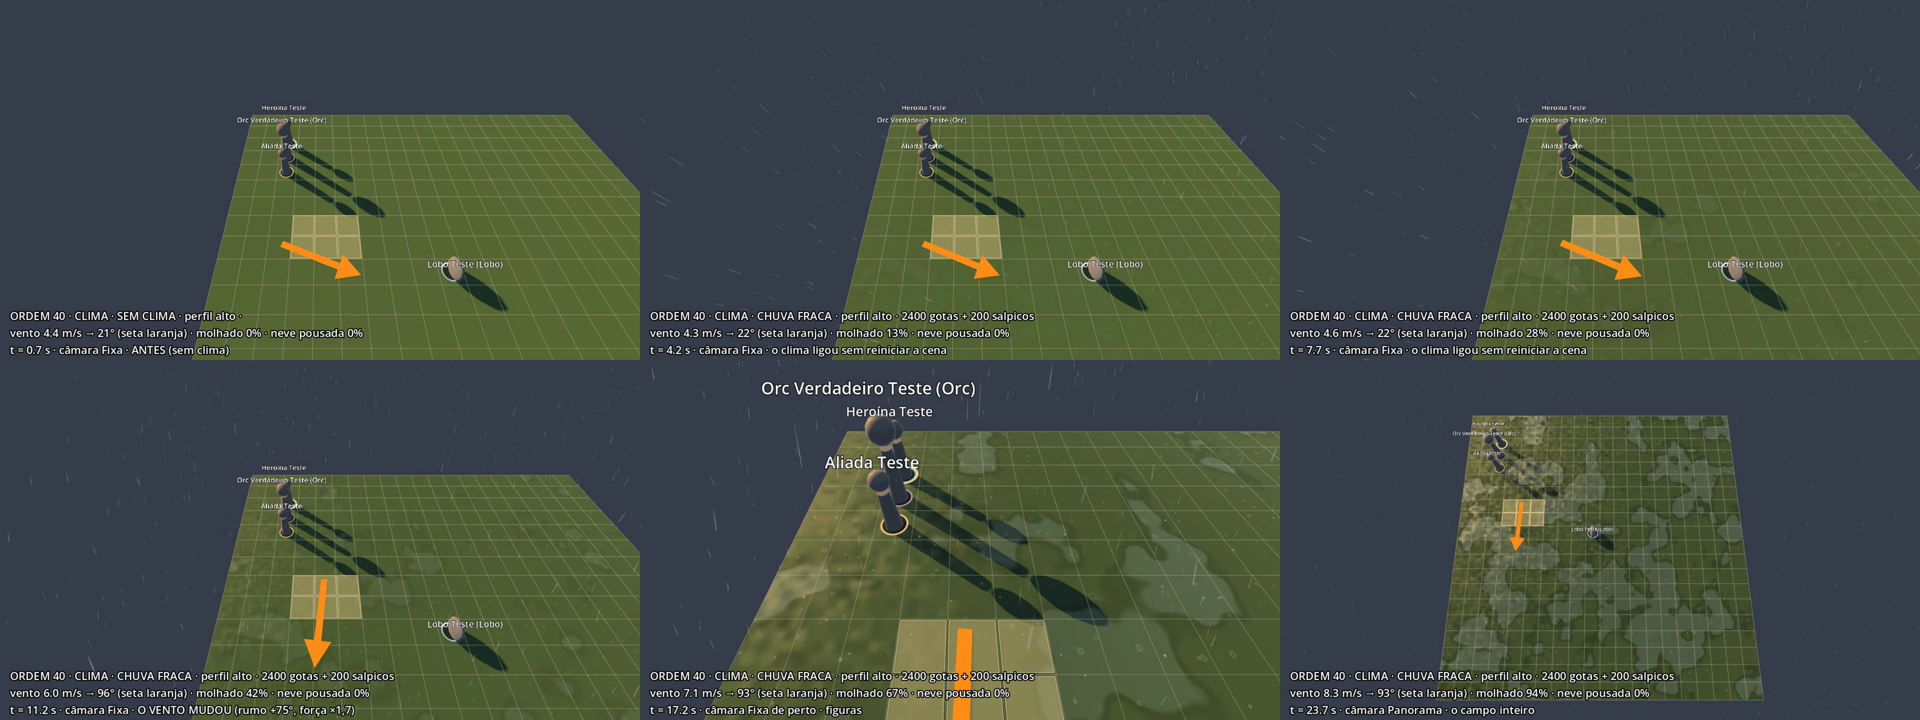 Heroína Teste
Orc Verdadeiro Teste (Orc)
Aliada Teste
Lobo Teste (Lobo)
ORDEM 40 · CLIMA · SEM CLIMA · perfil alto ·
vento 4.4 m/s → 21° (seta laranja) · molhado 0% · neve pousada 0%
t = 0.7 s · câmara Fixa · ANTES (sem clima)
Heroína Teste
Orc Verdadeiro Teste (Orc)
Aliada Teste
Lobo Teste (Lobo)
ORDEM 40 · CLIMA · CHUVA FRACA · perfil alto · 2400 gotas + 200 salpicos
vento 4.3 m/s → 22° (seta laranja) · molhado 13% · neve pousada 0%
t = 4.2 s · câmara Fixa · o clima ligou sem reiniciar a cena
Heroína Teste
Orc Verdadeiro Teste (Orc)
Aliada Teste
Lobo Teste (Lobo)
ORDEM 40 · CLIMA · CHUVA FRACA · perfil alto · 2400 gotas + 200 salpicos
vento 4.6 m/s → 22° (seta laranja) · molhado 28% · neve pousada 0%
t = 7.7 s · câmara Fixa · o clima ligou sem reiniciar a cena
Heroína Teste
Orc Verdadeiro Teste (Orc)
Aliada Teste
Lobo Teste (Lobo)
ORDEM 40 · CLIMA · CHUVA FRACA · perfil alto · 2400 gotas + 200 salpicos
vento 6.0 m/s → 96° (seta laranja) · molhado 42% · neve pousada 0%
t = 11.2 s · câmara Fixa · O VENTO MUDOU (rumo +75°, força ×1,7)
Orc Verdadeiro Teste (Orc)
Heroína Teste
Aliada Teste
ORDEM 40 · CLIMA · CHUVA FRACA · perfil alto · 2400 gotas + 200 salpicos
vento 7.1 m/s → 93° (seta laranja) · molhado 67% · neve pousada 0%
t = 17.2 s · câmara Fixa de perto · figuras
Heroína Teste
Orc Verdadeiro Teste (Orc)
Aliada Teste
Lobo Teste (Lobo)
ORDEM 40 · CLIMA · CHUVA FRACA · perfil alto · 2400 gotas + 200 salpicos
vento 8.3 m/s → 93° (seta laranja) · molhado 94% · neve pousada 0%
t = 23.7 s · câmara Panorama · o campo inteiro